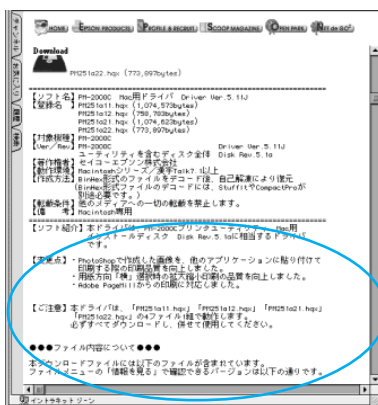 HOME EPSON PRODUCTS PROFILE & RECRUIT SCOOP MAGAZINE OPEN PARK Net de GO!
チャンネル
お気に入り
履歴
検索
Download
PM251a22.hqx (773,897bytes)
【ソフト名】PM-2000C Mac用ドライバ Driver Ver.5.11J
【登録名 】PM251a11.hqx (1,074,573bytes)
PM251a12.hqx (758,783bytes)
PM251a21.hqx (1,074,623bytes)
PM251a22.hqx (773,897bytes)
【対象機種】PM-2000C
【Ver／Rev】PM-2000C Driver Ver.5.11J
ユーティリティを含むディスク全体 Disk Rev.5.1a
【著作権者】セイコーエプソン株式会社
【動作環境】Macintoshシリーズ／漢字Talk7.1以上
【作成方法】BinHex形式のファイルをデコード後、自己解凍により復元
(BinHex形式ファイルのデコードには、StuffitやCompactProが
別途必要です。)
【転載条件】他のメディアへの一切の転載を禁止します。
【備 考】Macintosh専用
【ソフト紹介】本ドライバは、PM-2000Cプリンタユーティリティ Mac用
インストールディスク Disk Rev.5.1aに相当するドライバ
です。
【変更点】・PhotoShopで作成した画像を、他のアプリケーションに貼り付けて
印刷する際の印刷品質を向上しました。
・用紙方向「横」選択時の拡大縮小印刷の品質を向上しました。
・Adobe PageMillからの印刷に対応しました。
【ご注意】本ドライバは、「PM251a11.hqx」「PM251a12.hqx」「PM251a21.hqx」
「PM251a22.hqx」の4ファイル1組で動作します。
必ずすべてダウンロードし、併せて使用してください。
●●●ファイル内容について●●●
本ダウンロードファイルには以下のファイルが含まれています。
ファイルメニューの「情報を見る」で確認できるバージョンは以下の通りです。
イントラネット ゾーン